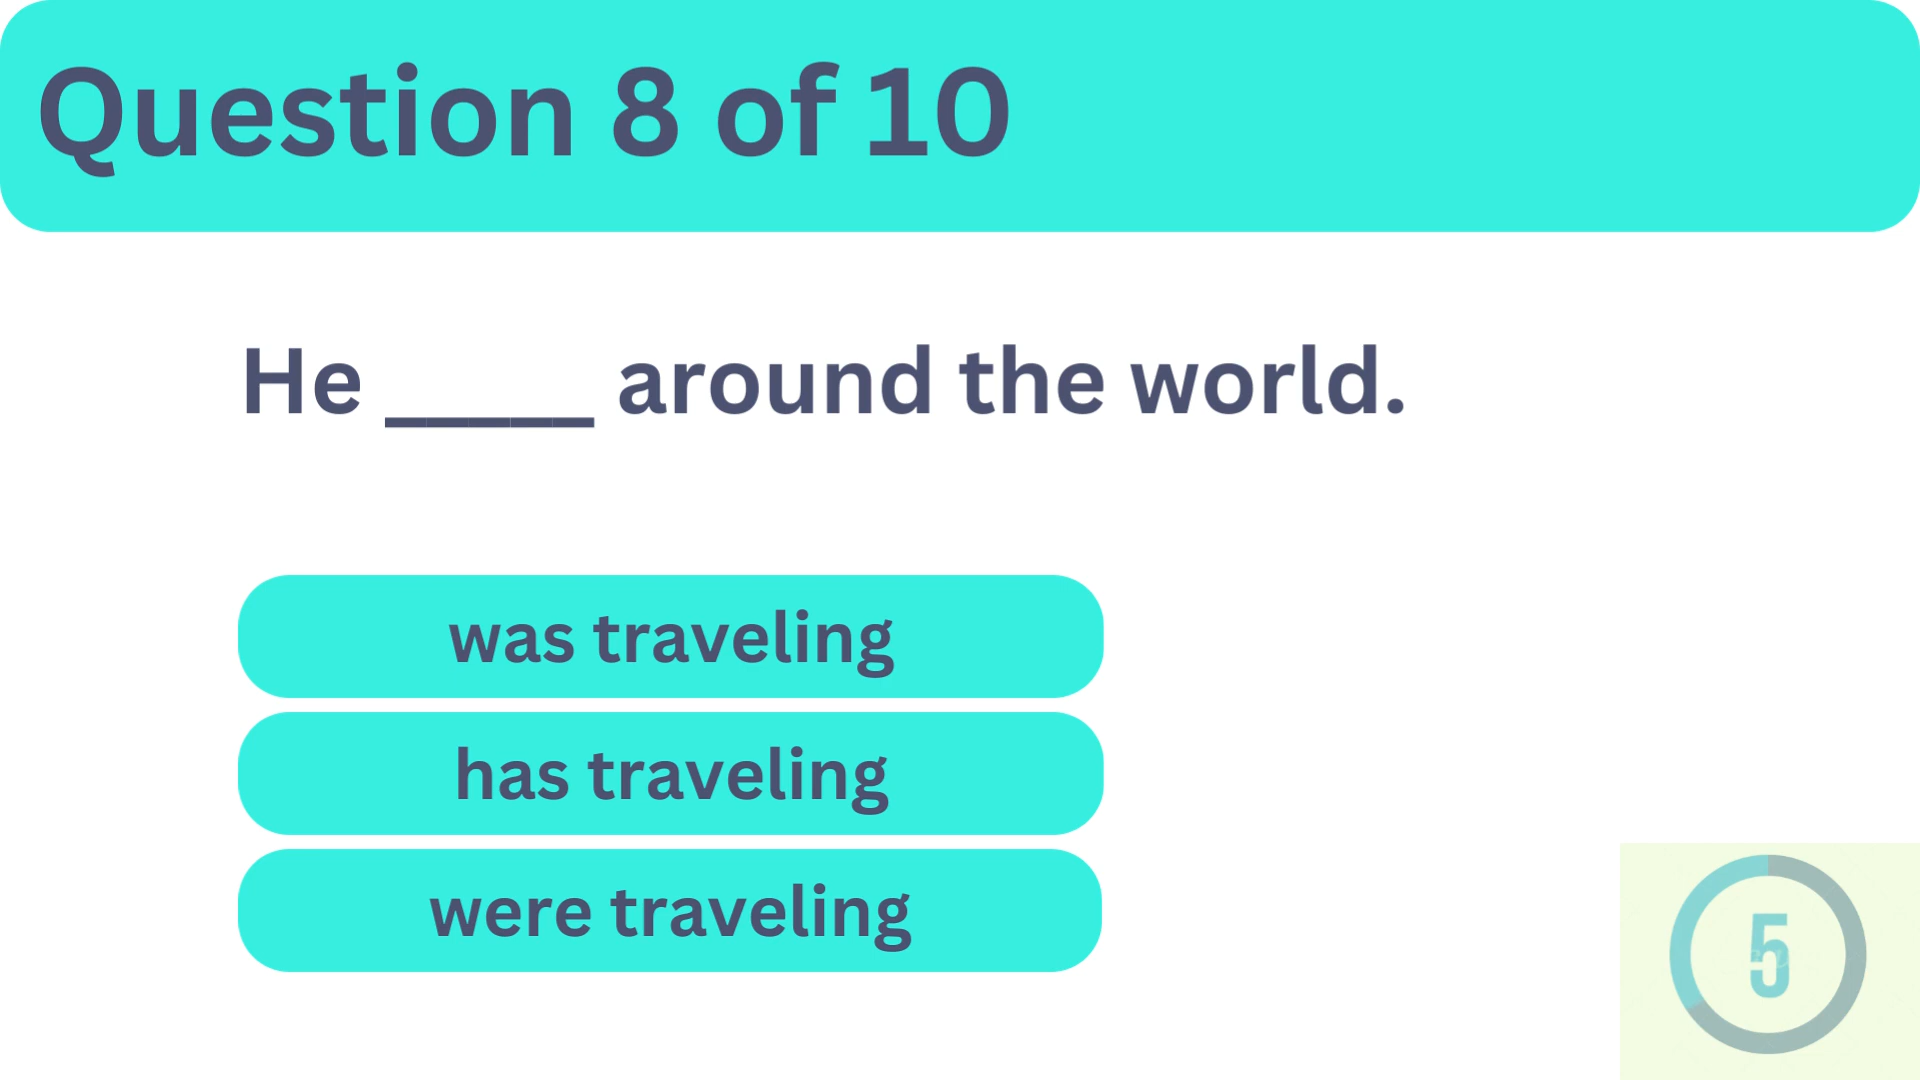 Question 8 of 10
He _____ around the world.
was traveling
has traveling
were traveling
5